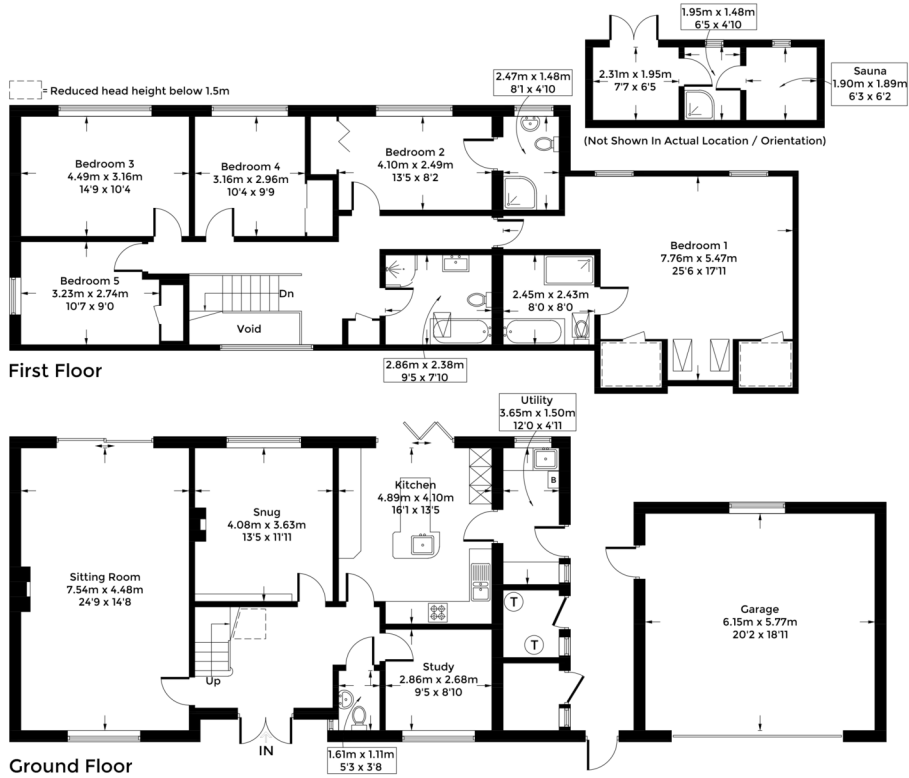 1.95m x 1.48m
6'5 x 4'10
2.47m x 1.48m
8'1 x 4'10
2.31m x 1.95m
7'7 x 6'5
Sauna
1.90m x 1.89m
6'3 x 6'2
= Reduced head height below 1.5m
(Not Shown In Actual Location / Orientation)
Bedroom 3
4.49m x 3.16m
14'9 x 10'4
Bedroom 4
3.16m x 2.96m
10'4 x 9'9
Bedroom 2
4.10m x 2.49m
13'5 x 8'2
Bedroom 1
7.76m x 5.47m
25'6 x 17'11
Bedroom 5
3.23m x 2.74m
10'7 x 9'0
Dn
Void
2.45m x 2.43m
8'0 x 8'0
2.86m x 2.38m
9'5 x 7'10
First Floor
Utility
3.65m x 1.50m
12'0 x 4'11
B
Kitchen
4.89m x 4.10m
16'1 x 13'5
Snug
4.08m x 3.63m
13'5 x 11'11
Sitting Room
7.54m x 4.48m
24'9 x 14'8
T
T
Garage
6.15m x 5.77m
20'2 x 18'11
Up
Study
2.86m x 2.68m
9'5 x 8'10
IN
1.61m x 1.11m
5'3 x 3'8
Ground Floor